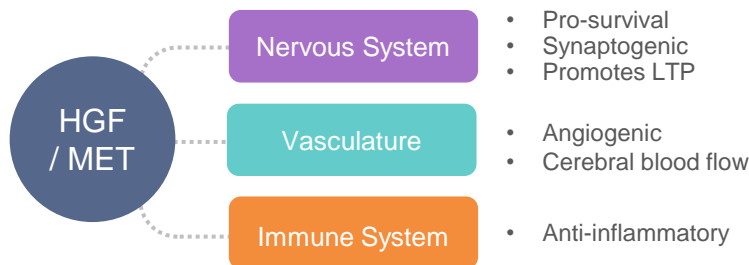 HGF
/ MET
Nervous System
• Pro-survival
• Synaptogenic
• Promotes LTP
Vasculature
• Angiogenic
• Cerebral blood flow
Immune System
• Anti-inflammatory